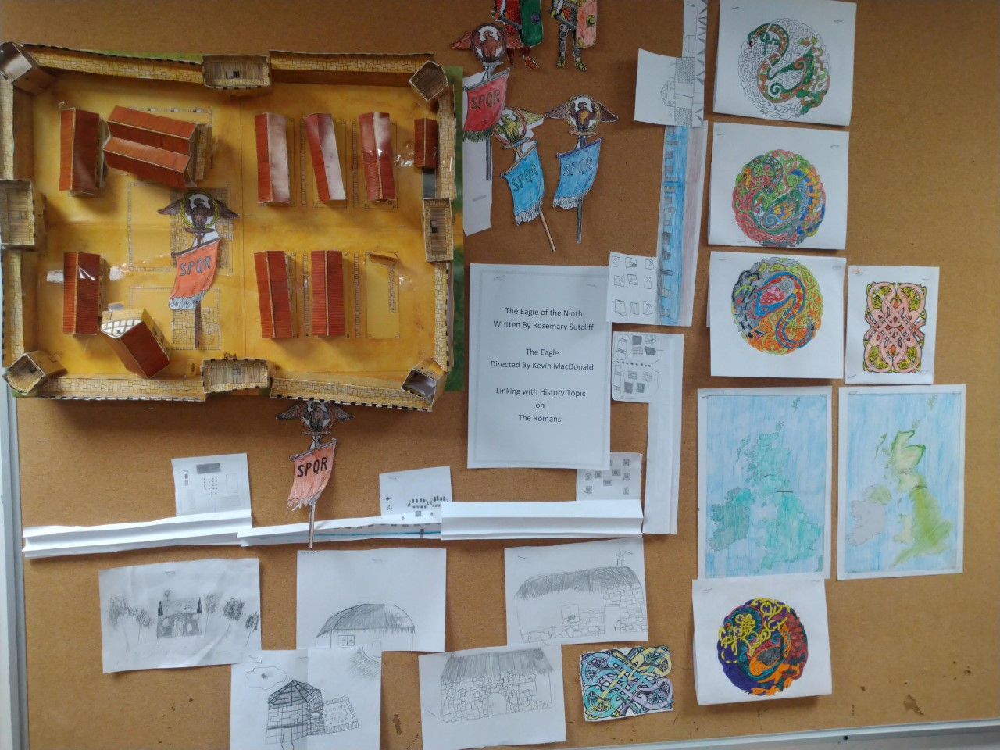 SPQR
SPQR
SPQR
SPQR
The Eagle of the Ninth
Written By Rosemary Sutcliff
The Eagle
Directed By Kevin MacDonald
Linking with History Topic
on
The Romans
SPQR